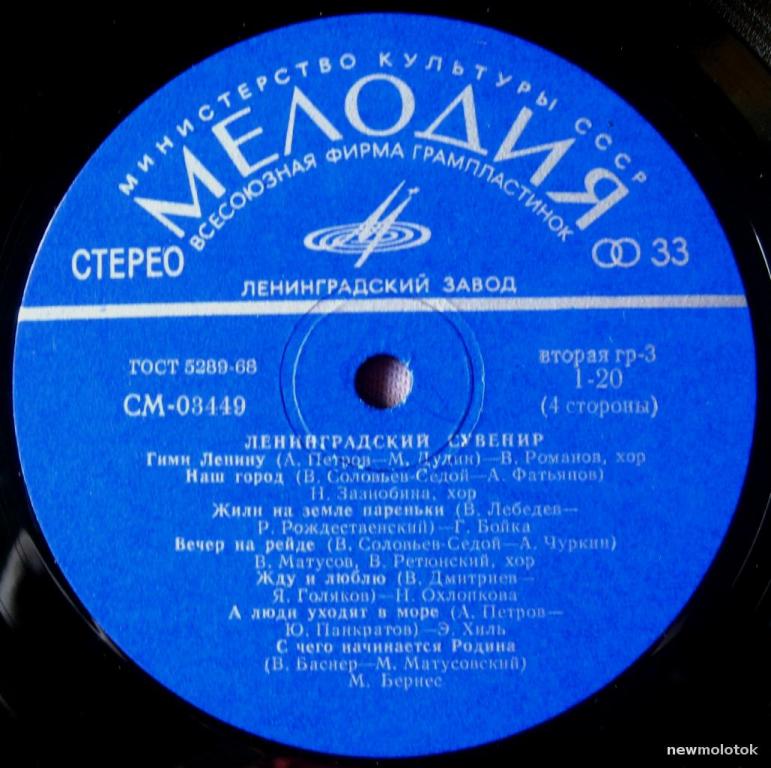 МИНИСТЕРСТВО КУЛЬТУРЫ СССР
МЕЛОДИЯ
ВСЕСОЮЗНАЯ ФИРМА ГРАМПЛАСТИНОК
СТЕРЕО
33
ЛЕНИНГРАДСКИЙ ЗАВОД
ГОСТ 5289-68
вторая гр-3
СМ-03449
1-20
(4 стороны)
ЛЕНИНГРАДСКИЙ СУВЕНИР
Гимн Ленину (А. Петров—М. Дудин)—В. Романов, хор
Наш город (В. Соловьев-Седой—А. Фатьянов)
Н. Зазнобина, хор
Жили на земле пареньки (В. Лебедев—
Р. Рождественский)—Г. Бойка
Вечер на рейде (В. Соловьев-Седой—А. Чуркин)
В. Матусов, В. Ретюнский, хор
Жду и люблю (В. Дмитриев—
Я. Голяков)—Н. Охлопкова
А люди уходят в море (А. Петров—
Ю. Панкратов)—Э. Хиль
С чего начинается Родина
(В. Баснер—М. Матусовский)
М. Бернес
newmolotok